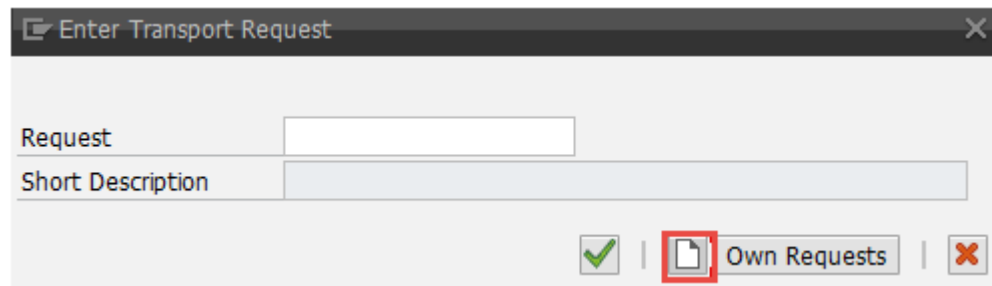 Enter Transport Request
Request
Short Description
Own Requests